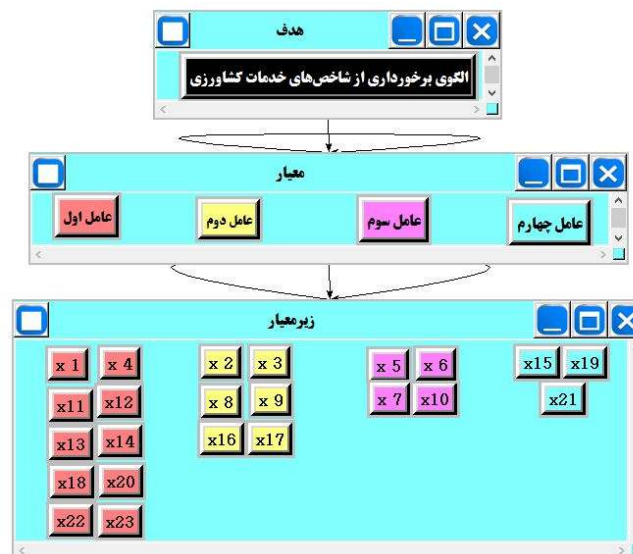 هدف
الگوی برخورداری از شاخص‌های خدمات کشاورزی
معیار
عامل اول عامل دوم عامل سوم عامل چهارم
زیرمعیار
x 1 x 4 x 2 x 3 x 5 x 6 x15 x19
x11 x12 x 8 x 9 x 7 x10 x21
x13 x14 x16 x17
x18 x20
x22 x23